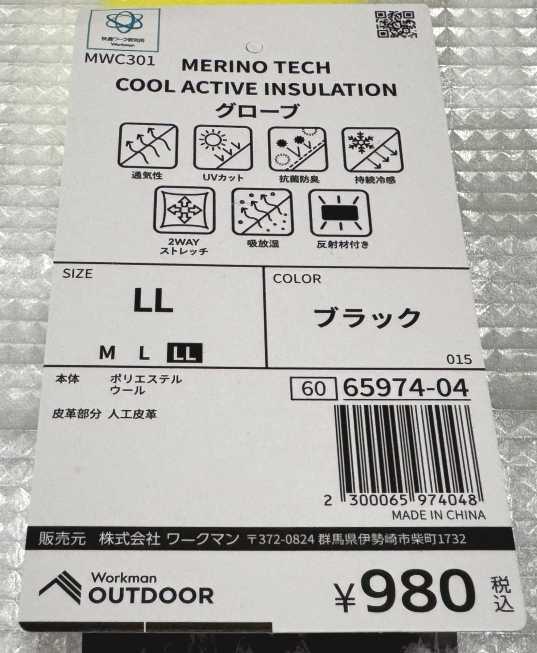 快適ワーク研究所
Workman
MWC301
MERINO TECH
COOL ACTIVE INSULATION
グローブ
通気性
UVカット
抗菌防臭
持続冷感
2WAY
ストレッチ
吸放湿
反射材付き
SIZE
LL
M L LL
COLOR
ブラック
015
本体 ポリエステル
ウール
皮革部分 人工皮革
60 65974-04
2 300065 974048
MADE IN CHINA
販売元 株式会社 ワークマン 〒372-0824 群馬県伊勢崎市柴町1732
Workman
OUTDOOR
¥980 税込